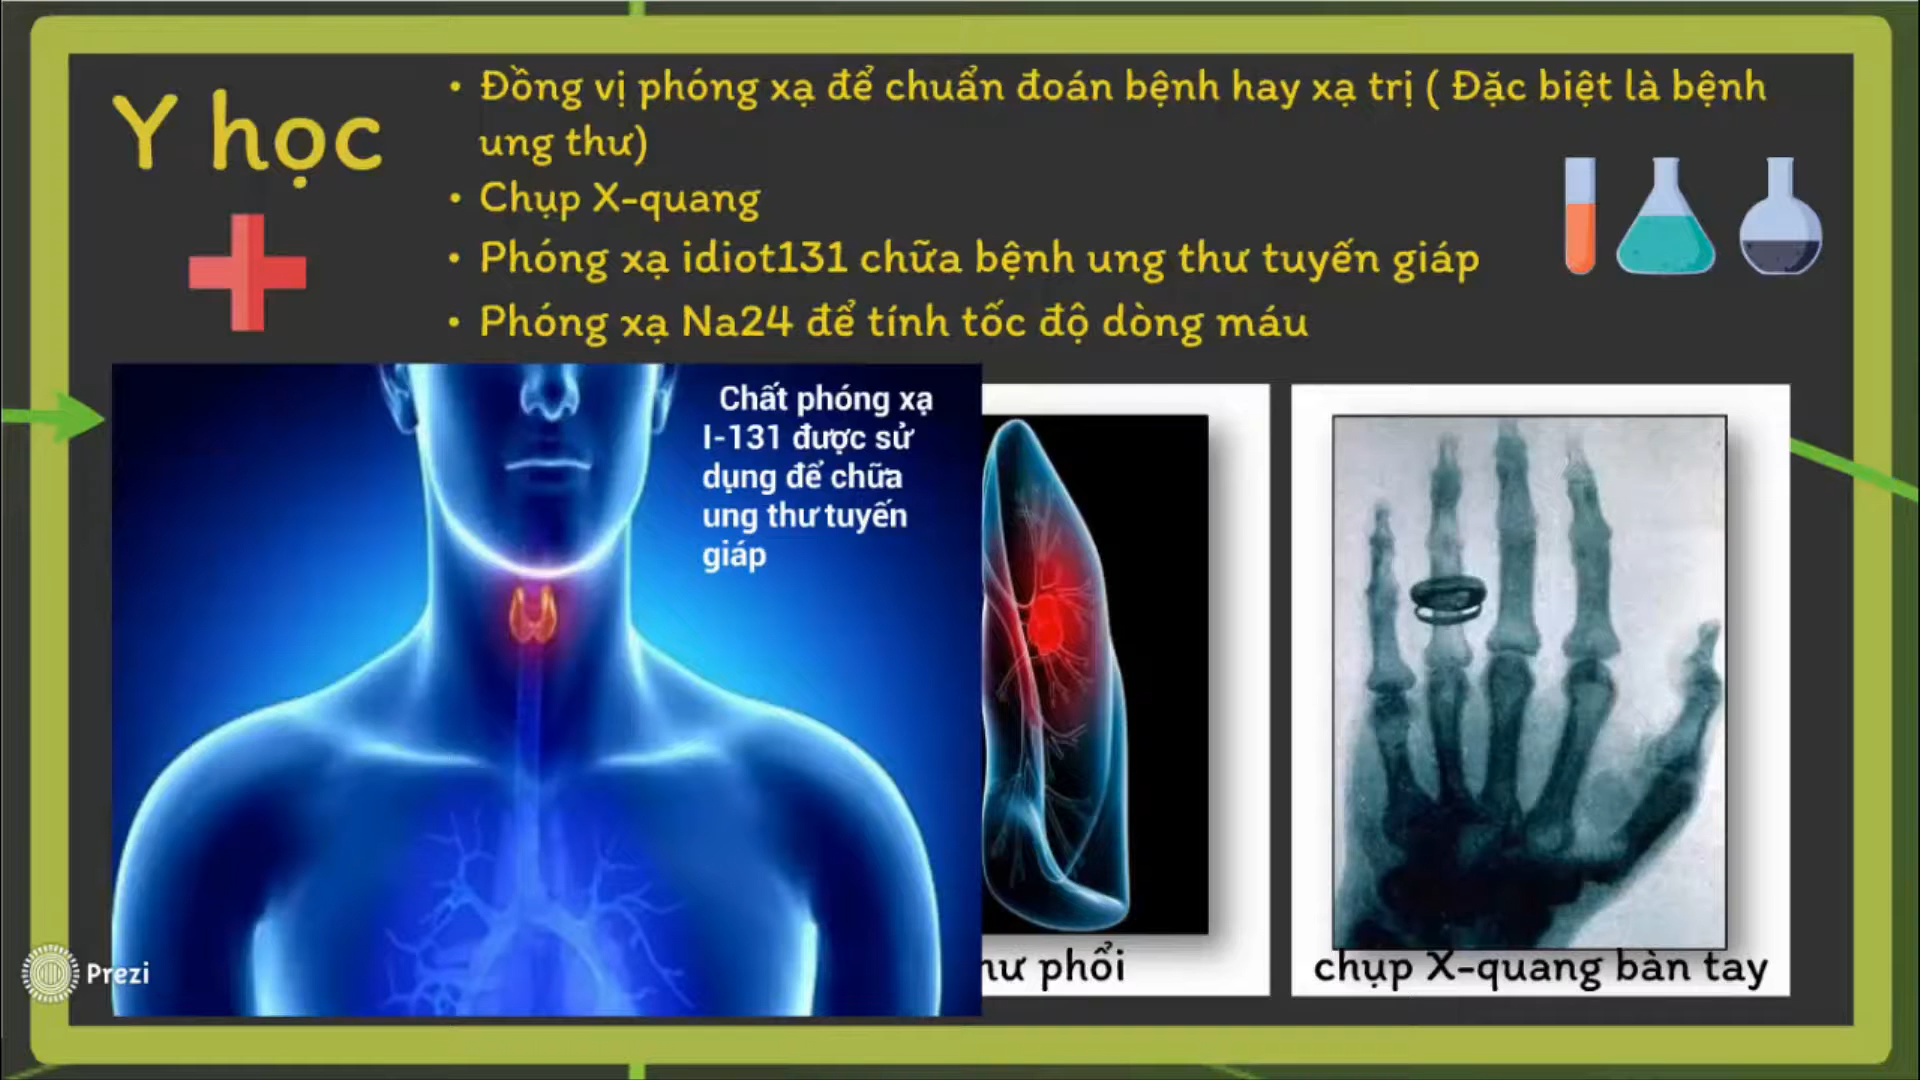 Y học
• Đồng vị phóng xạ để chuẩn đoán bệnh hay xạ trị ( Đặc biệt là bệnh
ung thư)
• Chụp X-quang
• Phóng xạ idiot131 chữa bệnh ung thư tuyến giáp
• Phóng xạ Na24 để tính tốc độ dòng máu
Chất phóng xạ
I-131 được sử
dụng để chữa
ung thư tuyến
giáp
phổi
chụp X-quang bàn tay
Prezi